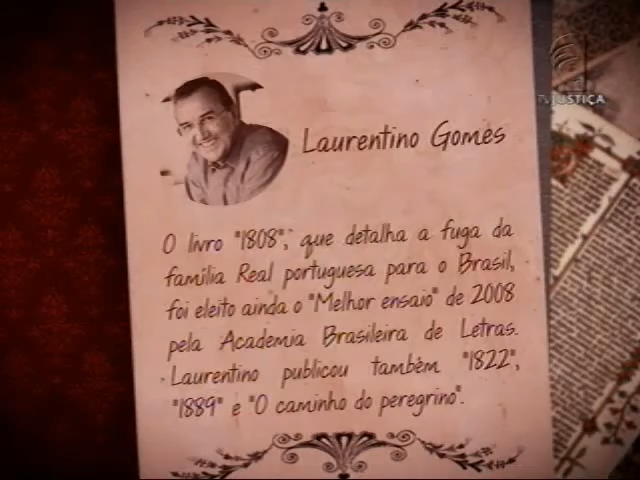 TV JUSTIÇA
Laurentino Gomes
O livro "1808", que detalha a fuga da
família Real portuguesa para o Brasil,
foi eleito ainda o "Melhor ensaio" de 2008
pela Academia Brasileira de Letras.
Laurentino publicou também "1822",
"1889" e "O caminho do peregrino".